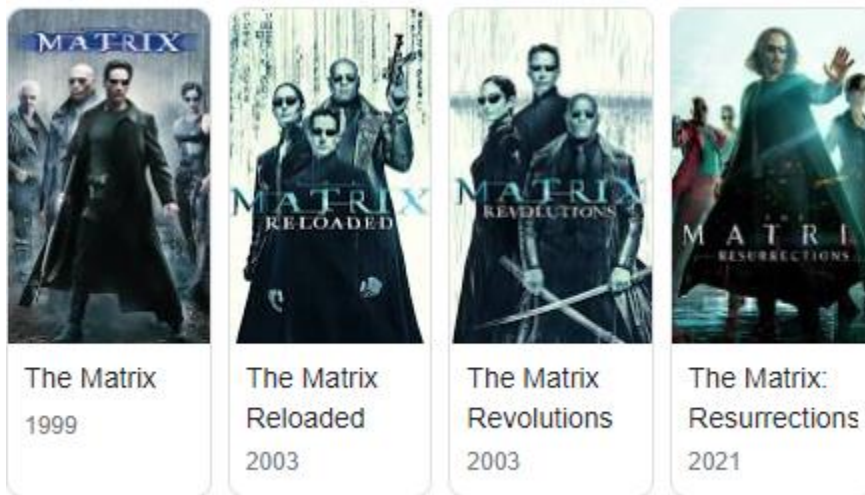 MATRIX
The Matrix
1999
MATRIX
RELOADED
The Matrix
Reloaded
2003
MATRIX
REVOLUTIONS
The Matrix
Revolutions
2003
THE
MATRI
RESURRECTIONS
The Matrix:
Resurrections
2021